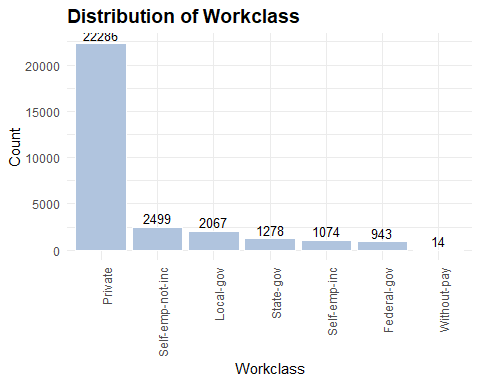 Distribution of Workclass
22286
20000
15000
10000
5000
0
Count
2499
2067
1278
1074
943
14
Private
Self-emp-not-inc
Local-gov
State-gov
Self-emp-inc
Federal-gov
Without-pay
Workclass